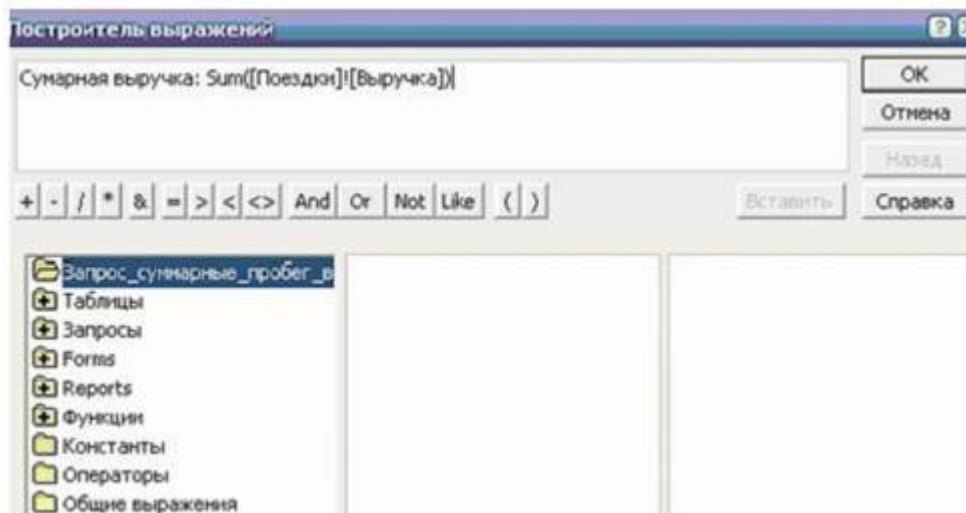 Построитель выражений
Сумарная выручка: Sum([Поездки]![Выручка])
ОК
Отмена
Назад
+ - / * & = > < <> And Or Not Like ( ) Вставить Справка
Запрос_суммарные_пробег_в
Таблицы
Запросы
Forms
Reports
Функции
Константы
Операторы
Общие выражения